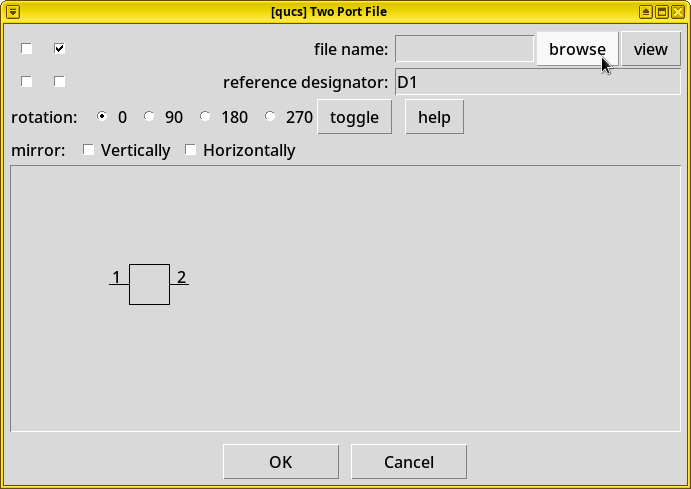 [qucs] Two Port File
file name: browse view
reference designator: D1
rotation: 0 90 180 270 toggle help
mirror: Vertically Horizontally
1 2
OK Cancel